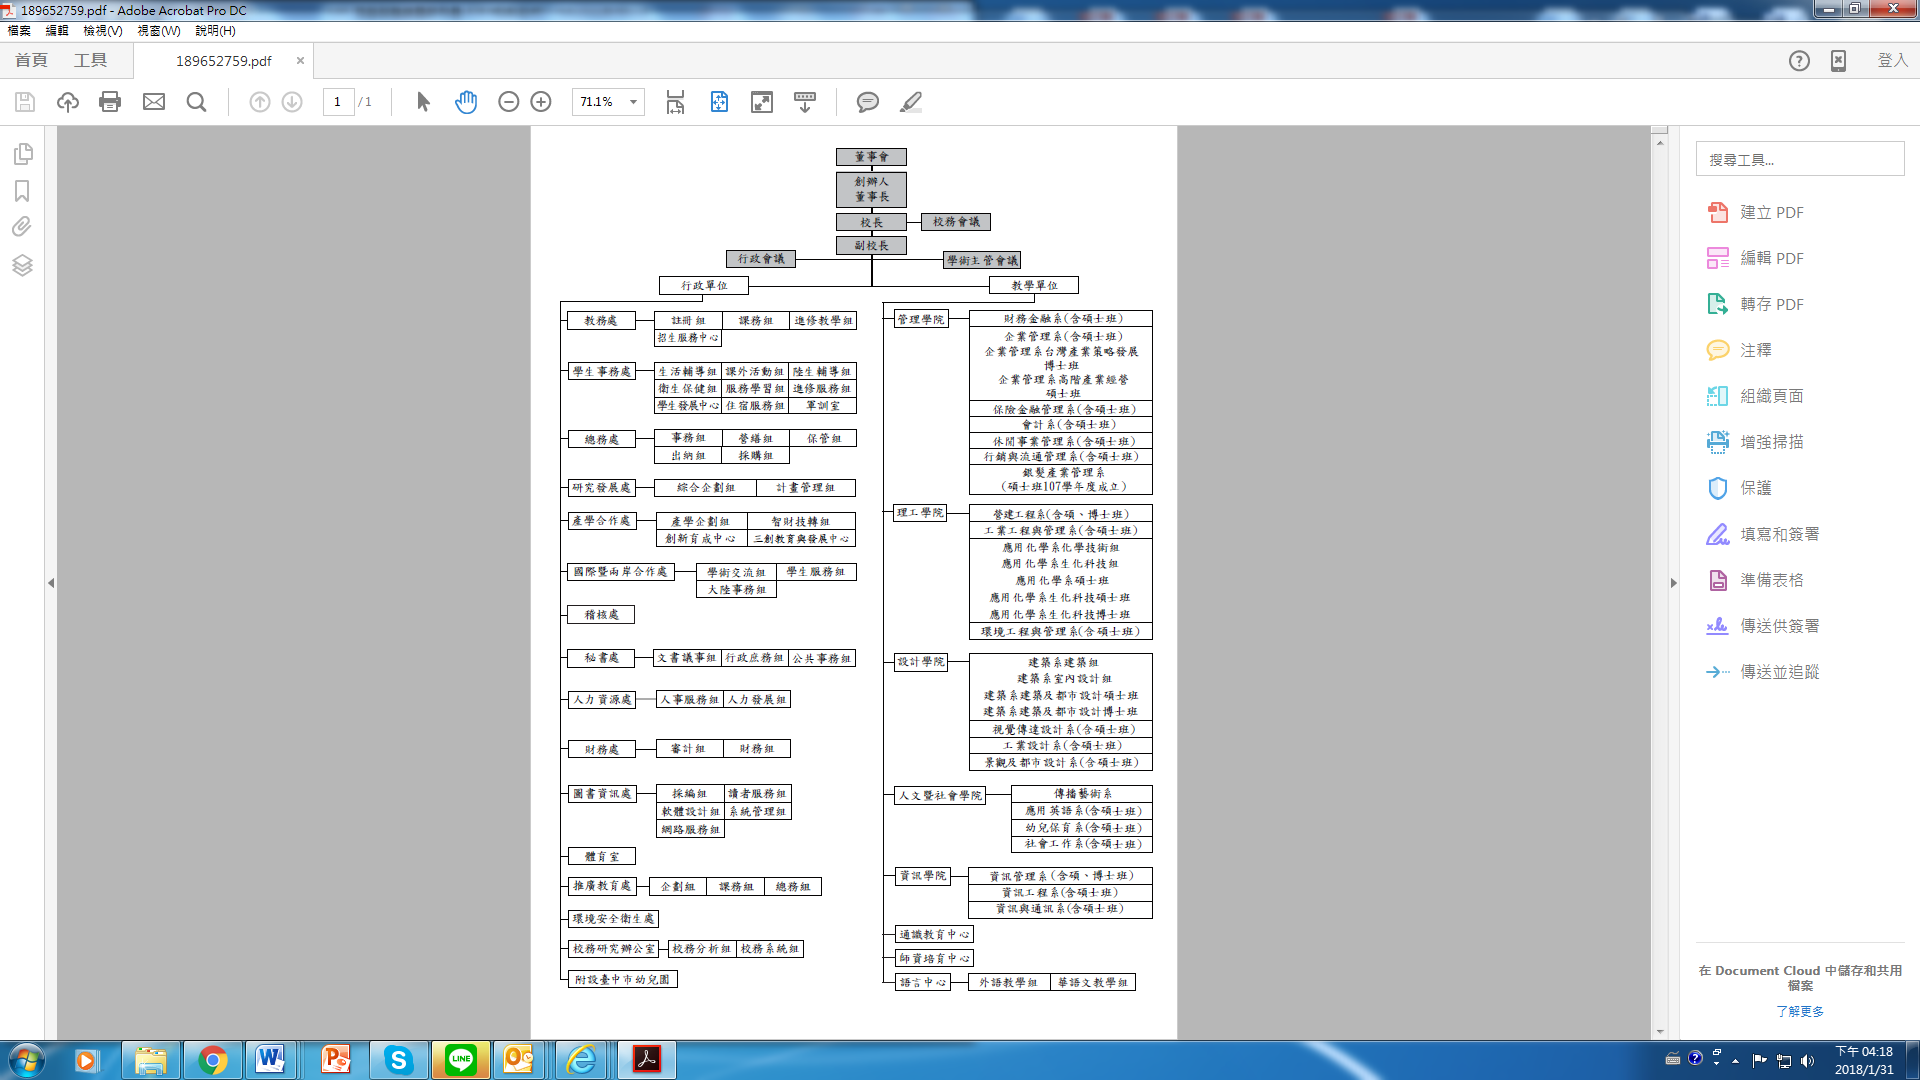 189652759.pdf - Adobe Acrobat Pro DC
檔案 編輯 檢視(V) 視窗(W) 說明(H)
首頁 工具 189652759.pdf × 登入
1 / 1 71.1%
董事會
創辦人
董事長
校長 校務會議
副校長
行政會議 學術主管會議
行政單位 教學單位
教務處 註冊組 課務組 進修教學組
招生服務中心
學生事務處 生活輔導組 課外活動組 陸生輔導組
衛生保健組 服務學習組 進修服務組
學生發展中心 住宿服務組 軍訓室
總務處 事務組 營繕組 保管組
出納組 採購組
研究發展處 綜合企劃組 計畫管理組
產學合作處 產學企劃組 智財技轉組
創新育成中心 三創教育與發展中心
國際暨兩岸合作處 學術交流組 學生服務組
大陸事務組
稽核處
秘書處 文書議事組 行政庶務組 公共事務組
人力資源處 人事服務組 人力發展組
財務處 審計組 財務組
圖書資訊處 採編組 讀者服務組
軟體設計組 系統管理組
網路服務組
體育室
推廣教育處 企劃組 課務組 總務組
環境安全衛生處
校務研究辦公室 校務分析組 校務系統組
附設臺中市幼兒園
管理學院 財務金融系(含碩士班)
企業管理系(含碩士班)
企業管理系台灣產業策略發展
博士班
企業管理系高階產業經營
碩士班
保險金融管理系(含碩士班)
會計系(含碩士班)
休閒事業管理系(含碩士班)
行銷與流通管理系(含碩士班)
銀髮產業管理系
(碩士班107學年度成立)
理工學院 營建工程系(含碩、博士班)
工業工程與管理系(含碩士班)
應用化學系化學技術組
應用化學系生化科技組
應用化學系碩士班
應用化學系生化科技碩士班
應用化學系生化科技博士班
環境工程與管理系(含碩士班)
設計學院 建築系建築組
建築系室內設計組
建築系建築及都市設計碩士班
建築系建築及都市設計博士班
視覺傳達設計系(含碩士班)
工業設計系(含碩士班)
景觀及都市設計系(含碩士班)
人文暨社會學院 傳播藝術系
應用英語系(含碩士班)
幼兒保育系(含碩士班)
社會工作系(含碩士班)
資訊學院 資訊管理系(含碩、博士班)
資訊工程系(含碩士班)
資訊與通訊系(含碩士班)
通識教育中心
師資培育中心
語言中心 外語教學組 華語文教學組
搜尋工具...
建立 PDF
編輯 PDF
轉存 PDF
注釋
組織頁面
增強掃描
保護
填寫和簽署
準備表格
傳送供簽署
傳送並追蹤
在 Document Cloud 中儲存和共用
檔案
了解更多
下午 04:18
2018/1/31